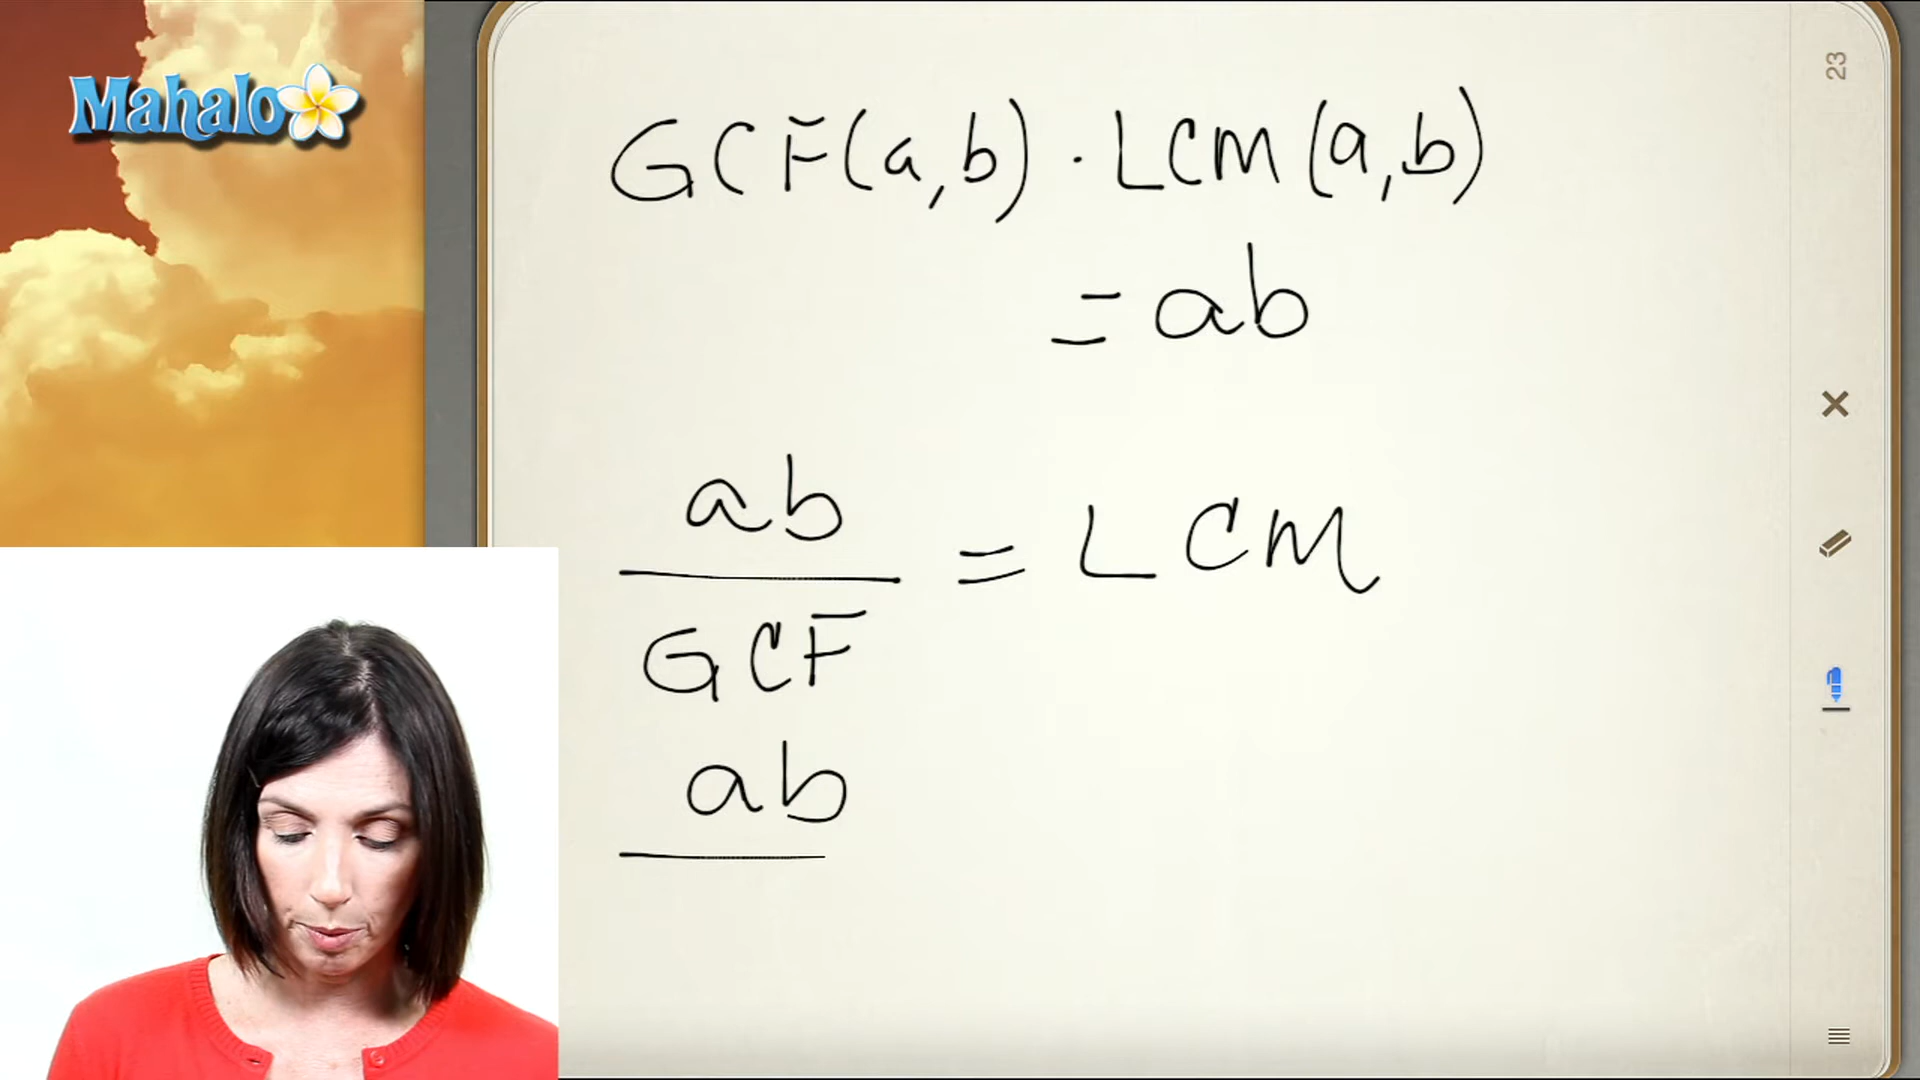 Mahalo
23
GCF(a,b) · LCM(a,b)
= ab
ab
GCF
= LCM
ab